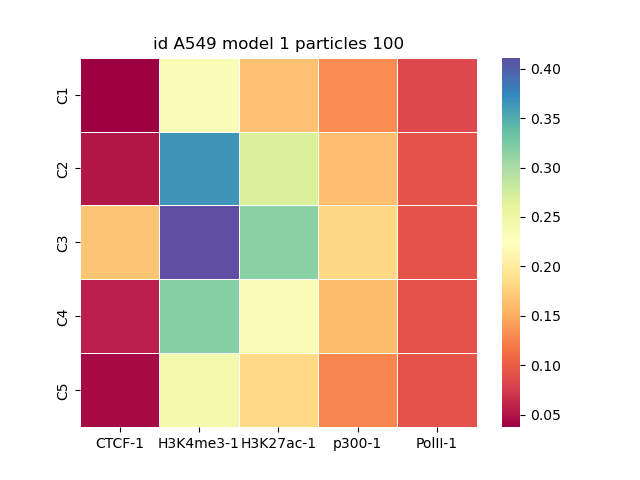 id A549 model 1 particles 100
C1
C2
C3
C4
C5
CTCF-1
H3K4me3-1
H3K27ac-1
p300-1
PolII-1
0.40
0.35
0.30
0.25
0.20
0.15
0.10
0.05